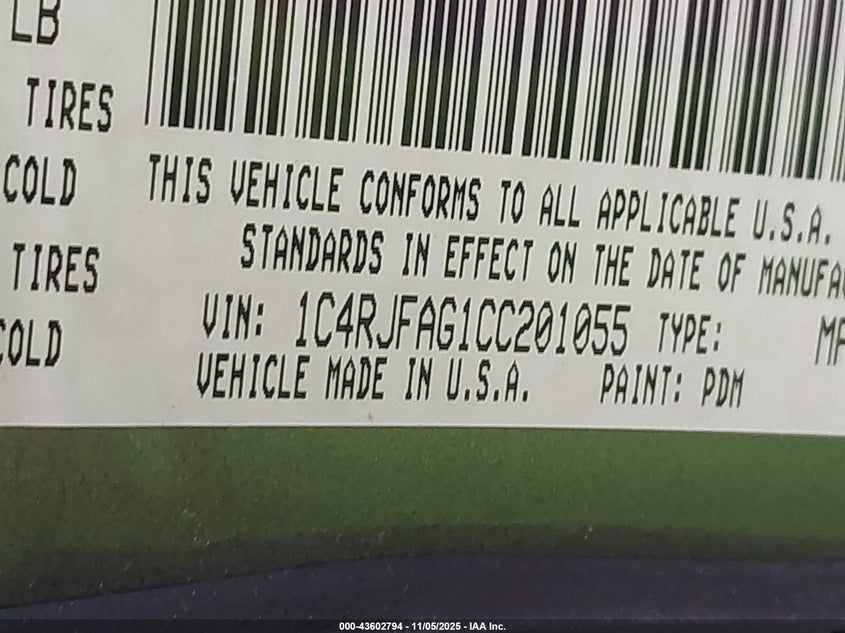 LB
TIRES
COLD
TIRES
COLD
THIS VEHICLE CONFORMS TO ALL APPLICABLE U.S.A.
STANDARDS IN EFFECT ON THE DATE OF MANUFA
VIN: 1C4RJFAG1CC201055 TYPE: MP
VEHICLE MADE IN U.S.A. PAINT: PDM
000-43602794 - 11/05/2025 - IAA Inc.